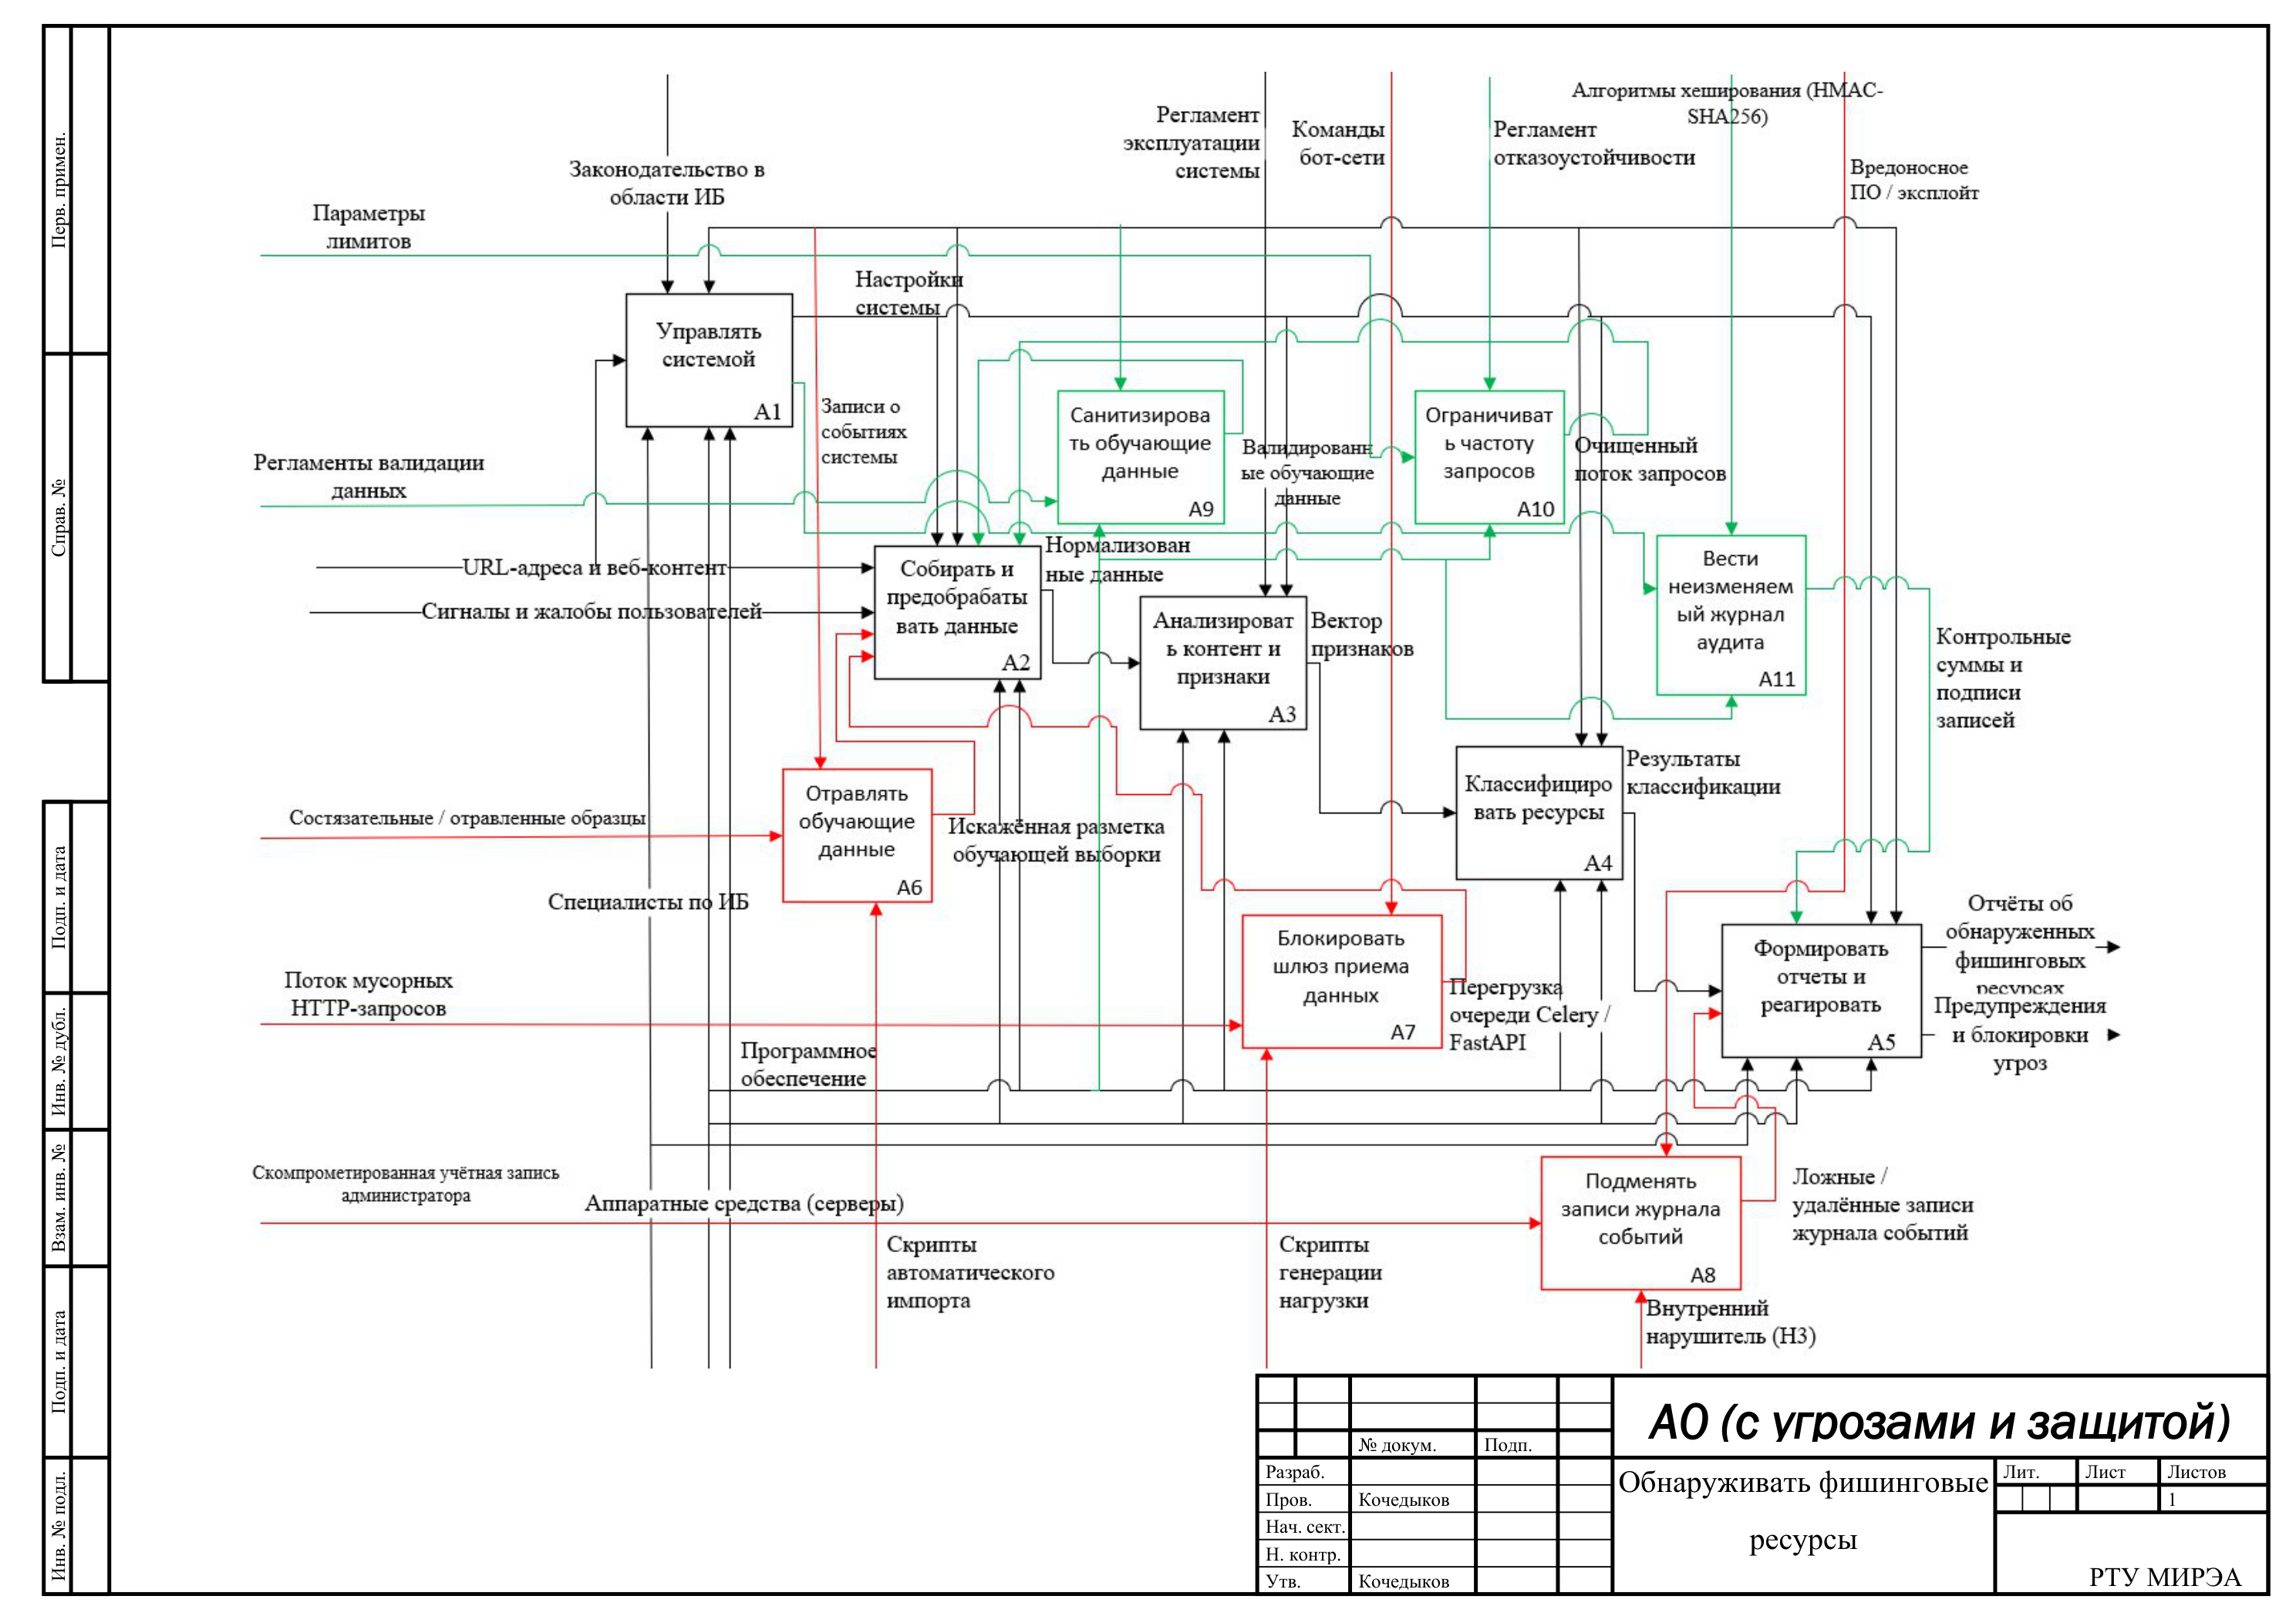 Перв. примен.
Справ. №
Подп. и дата
Инв. № дубл.
Взам. инв. №
Подп. и дата
Инв. № подл.
Законодательство в
области ИБ
Регламент
эксплуатации
системы
Команды
бот-сети
Регламент
отказоустойчивости
Алгоритмы хеширования (HMAC-
SHA256)
Вредоносное
ПО / эксплойт
Параметры
лимитов
Настройки
системы
Управлять
системой
A1
Записи о
событиях
системы
Санитизирова
ть обучающие
данные
A9
Валидированн
ые обучающие
данные
Ограничиват
ь частоту
запросов
A10
Очищенный
поток запросов
Регламенты валидации
данных
URL-адреса и веб-контент
Сигналы и жалобы пользователей
Собирать и
предобрабаты
вать данные
A2
Нормализован
ные данные
Анализироват
ь контент и
признаки
A3
Вектор
признаков
Вести
неизменяем
ый журнал
аудита
A11
Контрольные
суммы и
подписи
записей
Классифициро
вать ресурсы
A4
Результаты
классификации
Состязательные / отравленные образцы
Отравлять
обучающие
данные
A6
Искажённая разметка
обучающей выборки
Специалисты по ИБ
Поток мусорных
HTTP-запросов
Блокировать
шлюз приема
данных
A7
Перегрузка
очереди Celery /
FastAPI
Формировать
отчеты и
реагировать
A5
Отчёты об
обнаруженных
фишинговых
ресурсах
Предупреждения
и блокировки
угроз
Программное
обеспечение
Скомпрометированная учётная запись
администратора
Аппаратные средства (серверы)
Подменять
записи журнала
событий
A8
Ложные /
удалённые записи
журнала событий
Скрипты
автоматического
импорта
Скрипты
генерации
нагрузки
Внутренний
нарушитель (Н3)
А0 (с угрозами и защитой)
№ докум.
Подп.
Разраб.
Пров.
Кочедыков
Нач. сект.
Н. контр.
Утв.
Кочедыков
Обнаруживать фишинговые
ресурсы
Лит.
Лист
Листов
1
РТУ МИРЭА